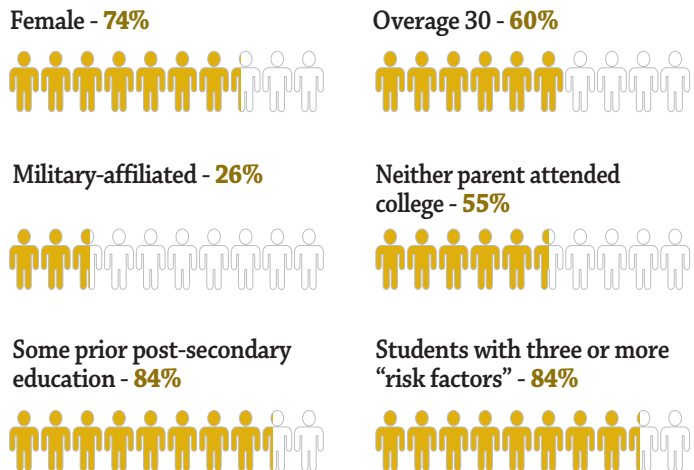 Female - 74%
Overage 30 - 60%
Military-affiliated - 26%
Neither parent attended
college - 55%
Some prior post-secondary
education - 84%
Students with three or more
“risk factors” - 84%